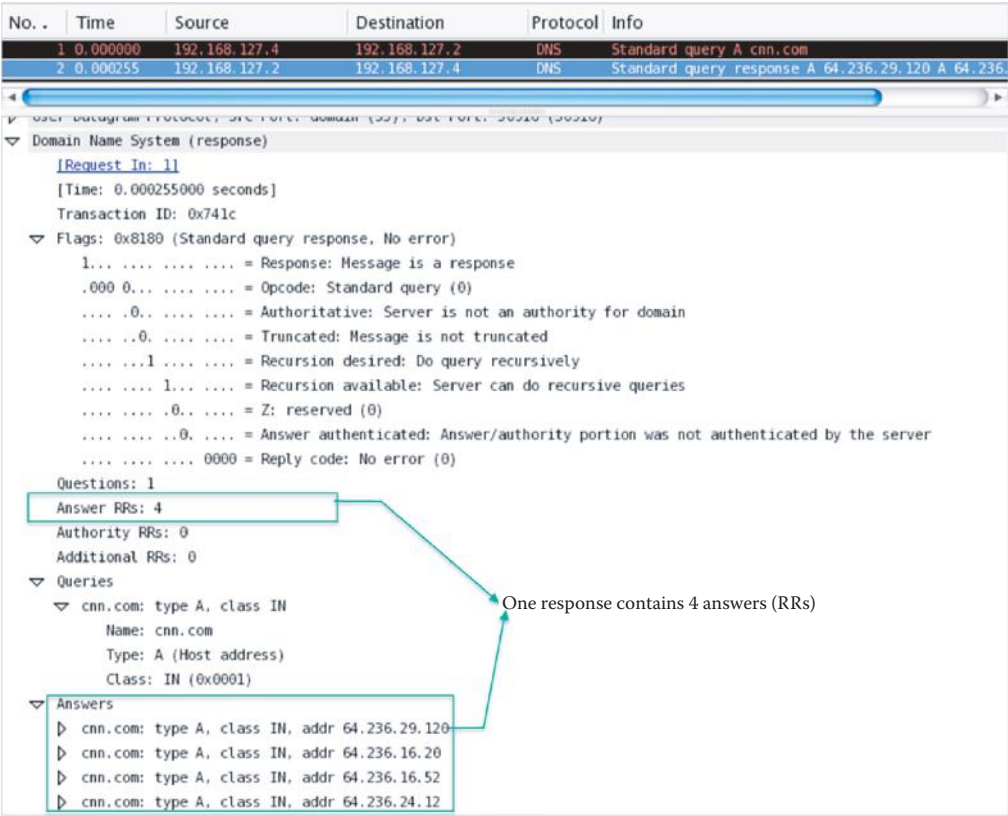 No. . Time Source Destination Protocol Info
1 0.000000 192.168.127.4 192.168.127.2 DNS Standard query A cnn.com
2 0.000255 192.168.127.2 192.168.127.4 DNS Standard query response A 64.236.29.120 A 64.236.
Domain Name System (response)
[Request In: 1]
[Time: 0.000255000 seconds]
Transaction ID: 0x741c
Flags: 0x8180 (Standard query response, No error)
1... .... .... .... = Response: Message is a response
.000 0... .... .... = Opcode: Standard query (0)
.... .0.. .... .... = Authoritative: Server is not an authority for domain
.... ..0. .... .... = Truncated: Message is not truncated
.... ...1 .... .... = Recursion desired: Do query recursively
.... .... 1... .... = Recursion available: Server can do recursive queries
.... .... .0.. .... = Z: reserved (0)
.... .... ..0. .... = Answer authenticated: Answer/authority portion was not authenticated by the server
.... .... .... 0000 = Reply code: No error (0)
Questions: 1
Answer RRs: 4
Authority RRs: 0
Additional RRs: 0
Queries
cnn.com: type A, class IN
One response contains 4 answers (RRs)
Name: cnn.com
Type: A (Host address)
Class: IN (0x0001)
Answers
cnn.com: type A, class IN, addr 64.236.29.120
cnn.com: type A, class IN, addr 64.236.16.20
cnn.com: type A, class IN, addr 64.236.16.52
cnn.com: type A, class IN, addr 64.236.24.12